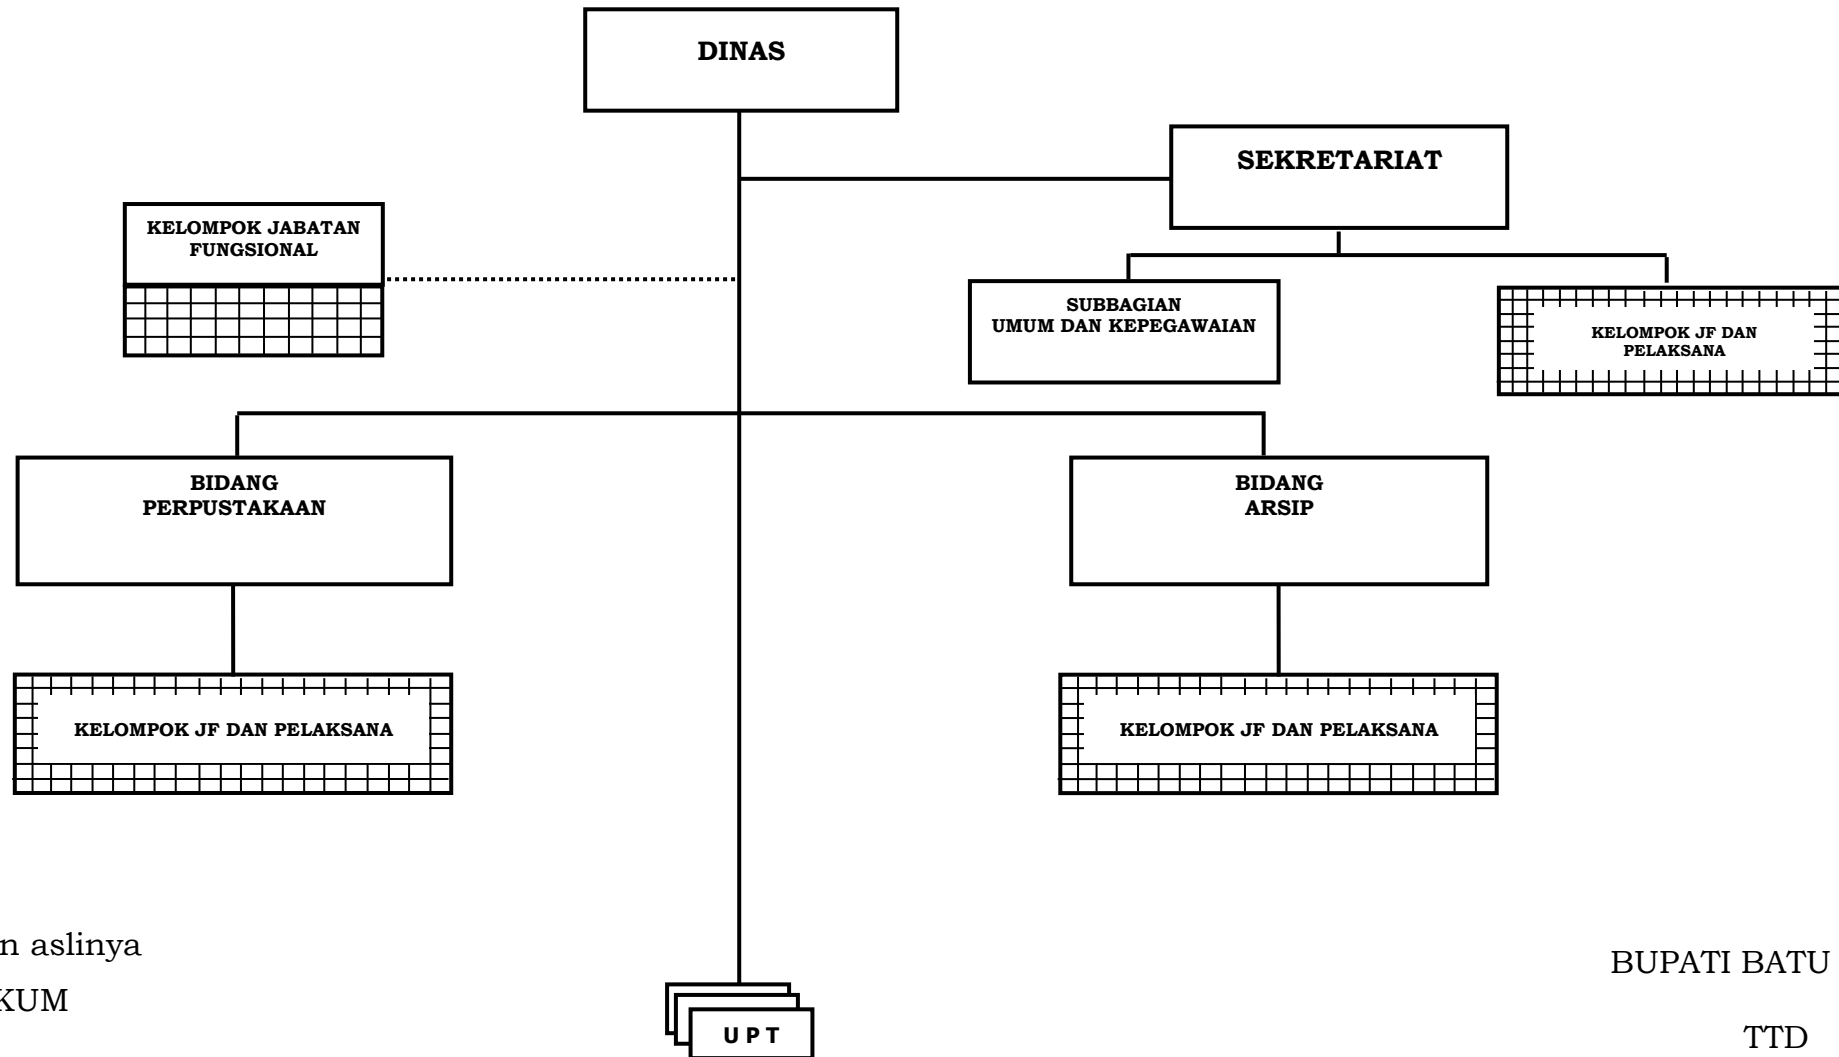 DINAS
SEKRETARIAT
KELOMPOK JABATAN
FUNGSIONAL
SUBBAGIAN
UMUM DAN KEPEGAWAIAN
KELOMPOK JF DAN
PELAKSANA
BIDANG
PERPUSTAKAAN
BIDANG
ARSIP
KELOMPOK JF DAN PELAKSANA
KELOMPOK JF DAN PELAKSANA
aslinya
BUPATI BATU
UPT
TTD